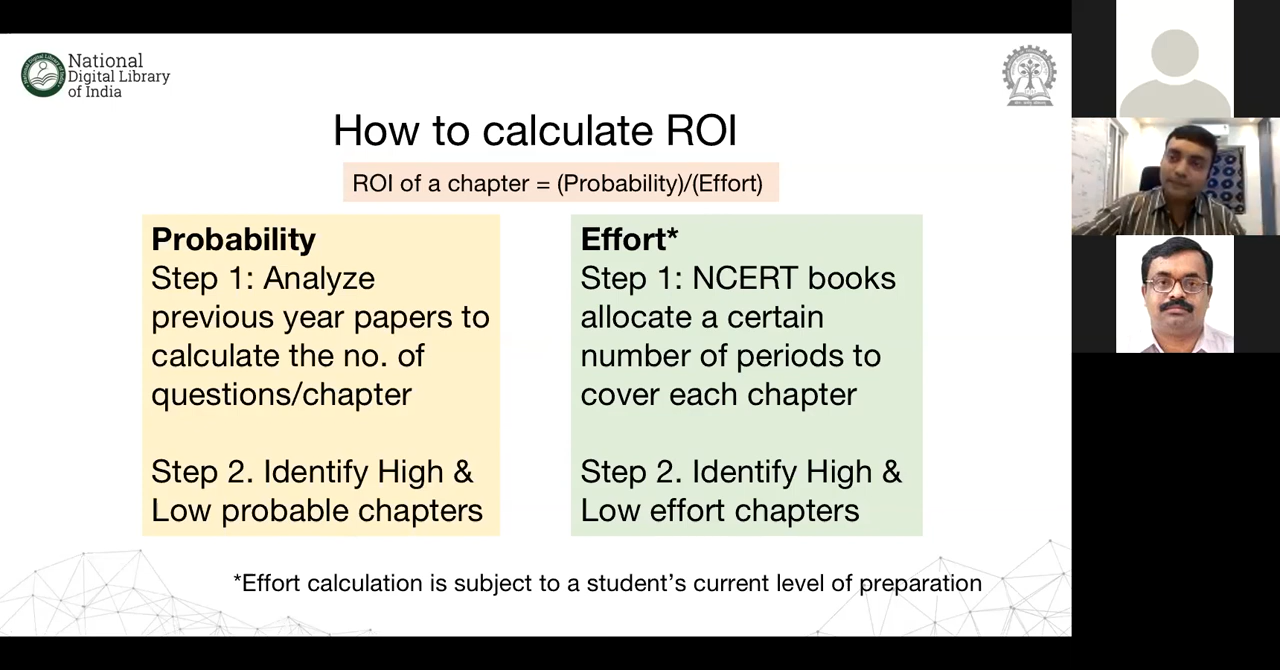 National
Digital Library
of India
How to calculate ROI
ROI of a chapter = (Probability)/(Effort)
Probability
Step 1: Analyze
previous year papers to
calculate the no. of
questions/chapter
Step 2. Identify High &
Low probable chapters
Effort*
Step 1: NCERT books
allocate a certain
number of periods to
cover each chapter
Step 2. Identify High &
Low effort chapters
*Effort calculation is subject to a student's current level of preparation